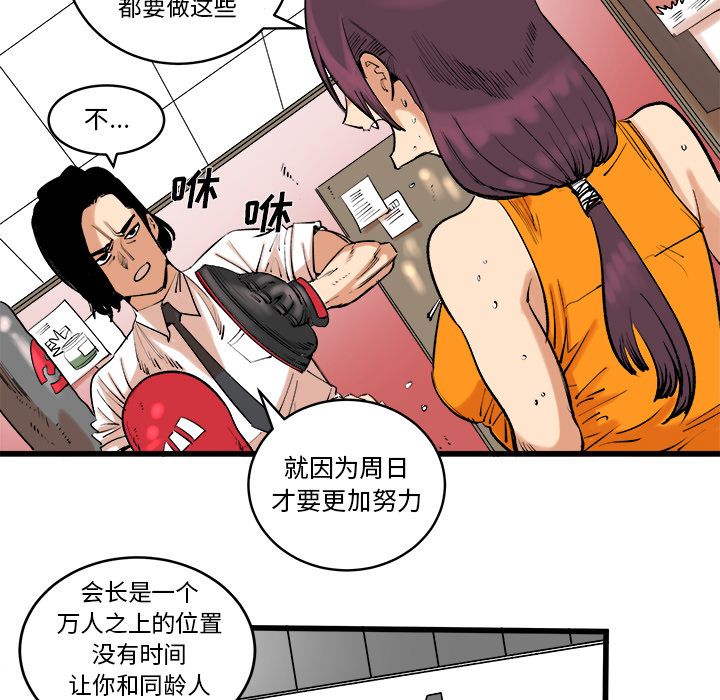 都要做这些
不...
咻
咻
就因为周日
才要更加努力
会长是一个
万人之上的位置
没有时间
让你和同龄人